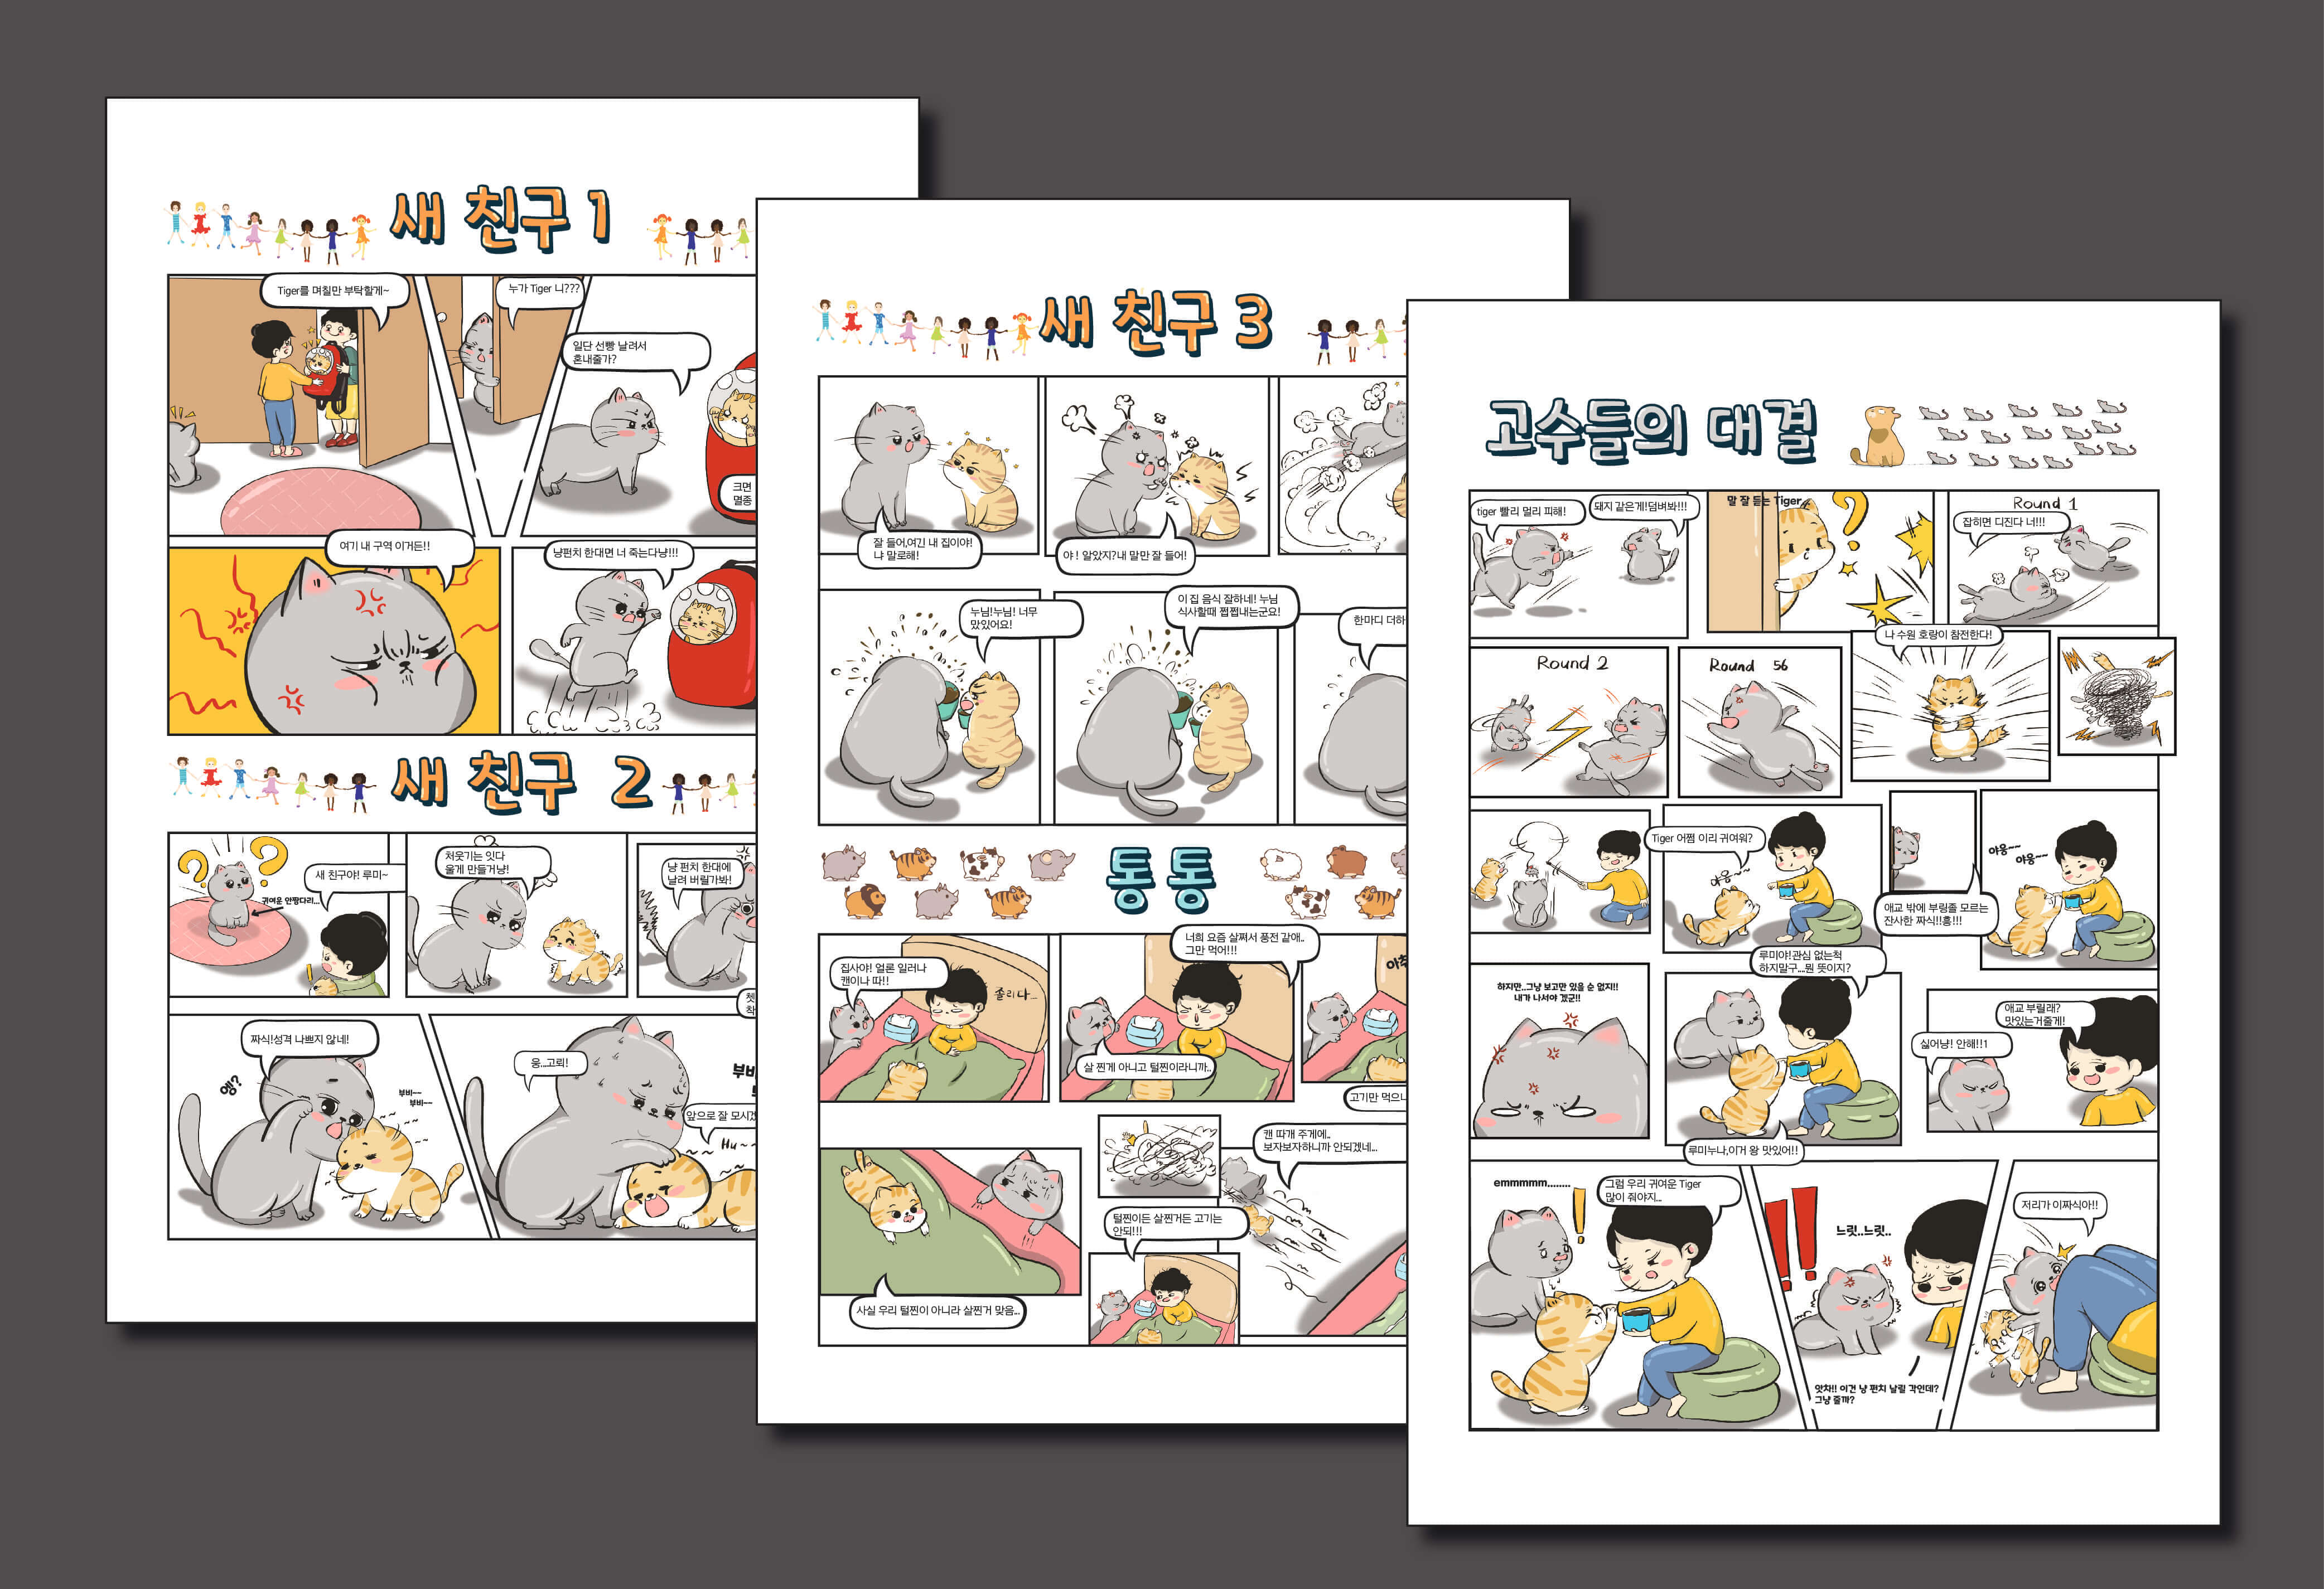 새 친구 1
Tiger를 며칠만 부탁할게~
누가 Tiger 니???
일단 선빵 날려서
혼내줄가?
크면
멸종
여기 내 구역 이거든!!
냥펀치 한대면 너 죽는다냥!!!
새 친구 2
새 친구야! 루미~
귀여운 안짱다리...
처웃기는 잇다
울게 만들거냥!
냥 펀치 한대에
날려 버릴가봐!
쳇
착
짜식!성격 나쁘지 않네!
앵?
부비~~
부비~~
웅...고뤠!
부비
앞으로 잘 모시겠
Hu~~
새 친구 3
잘 들어,여긴 내 집이야!
냐 말로해!
야 ! 알았지?내 말만 잘 들어!
누님!누님! 너무
맜있어요!
이 집 음식 잘하네! 누님
식사할때 쩝쩝내는군요!
한마디 더하
통통
집사야! 얼론 일러나
캔이나 따!!
졸리다...
너희 요즘 살쪄서 풍전 같애..
그만 먹어!!!
살 찐게 아니고 털찐이라니까..
아추
고기만 먹으니
사실 우리 털찐이 아니라 살찐거 맞음...
털찐이든 살찐거든 고기는
안되!!!
캔 따개 주게에..
보자보자하니까 안되겠네...
고수들의 대결
tiger 빨리 멀리 피해!
돼지 같은게!덤벼봐!!!
말 잘 듣는 Tiger
Round 1
잡히면 디진다 너!!!
Round 2
Round 56
나 수원 호랑이 참전한다!
Tiger 어쩜 이리 귀여워?
야옹~~
애교 밖에 부링졸 모르는
잔사한 짜식!!흥!!!
야옹~~
야옹~~
하지만..그냥 보고만 있을 순 없지!!
내가 나서야 겠군!!
루미야!관심 없는척
하지말구...뭔 뜻이지?
루미누나,이거 왕 맛있어!!
애교 부릴래?
맛있는거줄게!
싫어냥! 안해!!1
emmmmm........
그럼 우리 귀여운 Tiger
많이 줘야지...
느릿..느릿..
앗차!! 이건 냥 펀치 날릴 각인데?
그냥 줄까?
저리가 이짜식아!!